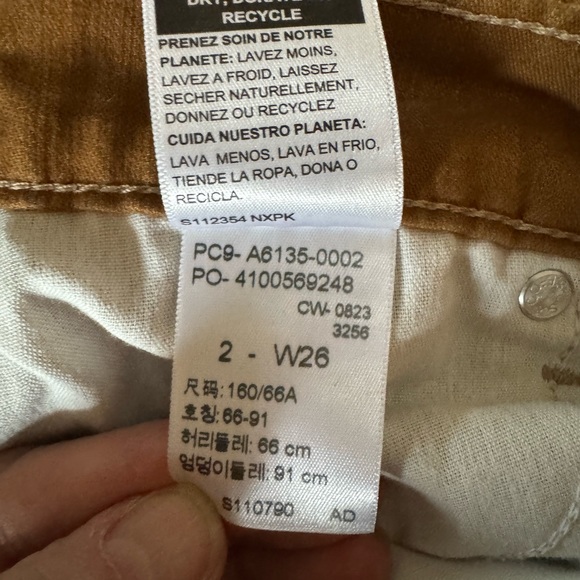 RECYCLE
PRENEZ SOIN DE NOTRE
PLANETE: LAVEZ MOINS,
LAVEZ A FROID, LAISSEZ
SECHER NATURELLEMENT,
DONNEZ OU RECYCLEZ
CUIDA NUESTRO PLANETA:
LAVA MENOS, LAVA EN FRIO,
TIENDE LA ROPA, DONA O
RECICLA.
S112354 NXPK
PC9- A6135-0002
PO- 4100569248
CW- 0823
3256
2 - W26
尺码: 160/66A
호칭: 66-91
허리둘레: 66 cm
엉덩이둘레: 91 cm
S110790 AD